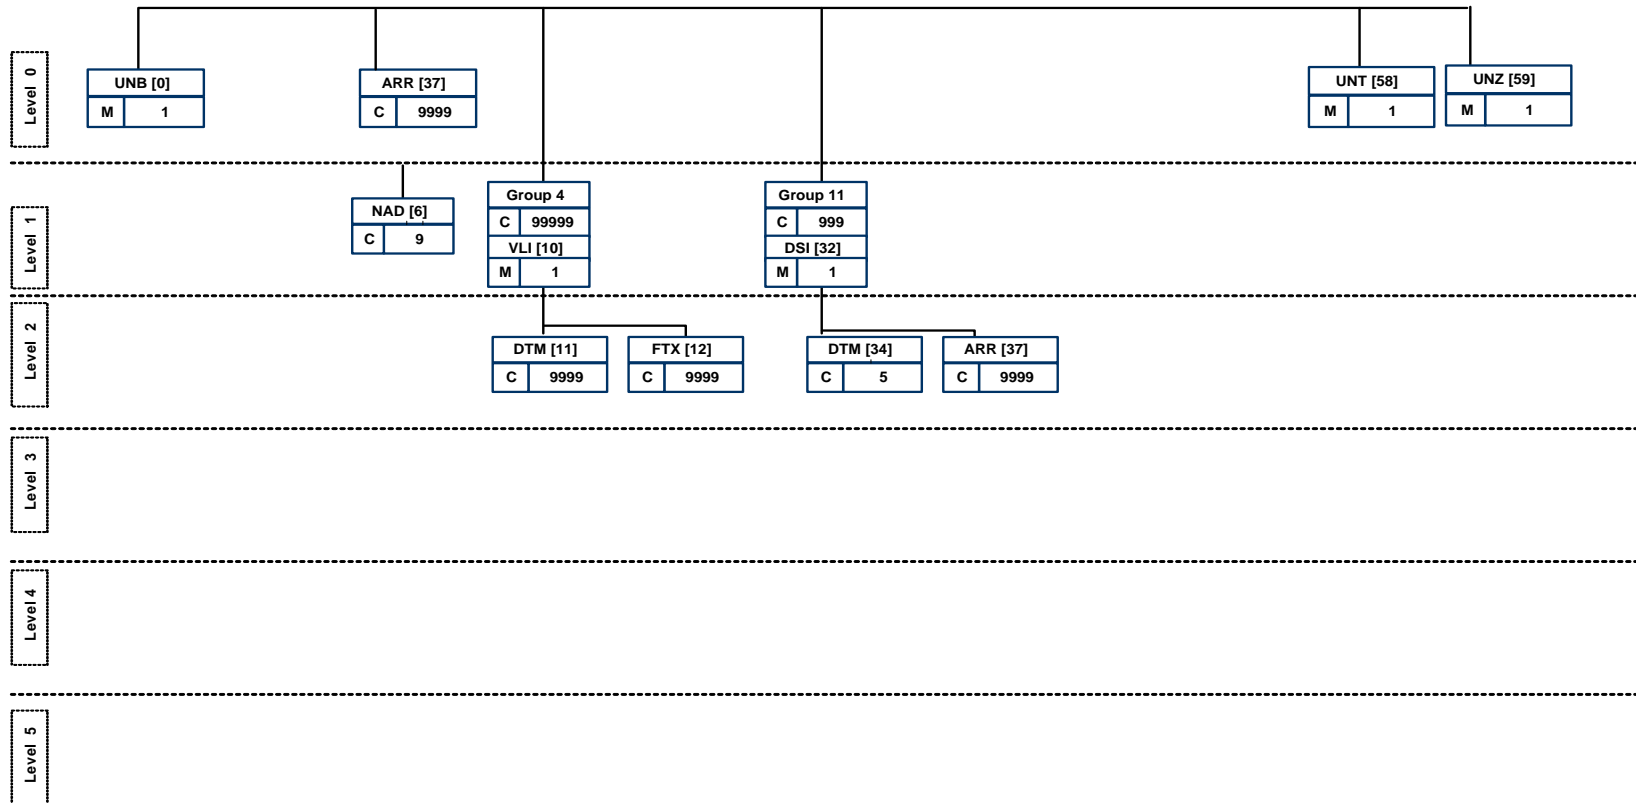 Level 0
UNB [0]
M 1
ARR [37]
C 9999
UNT [58]
M 1
UNZ [59]
M 1
Level 1
NAD [6]
C 9
Group 4
C 99999
VLI [10]
M 1
Group 11
C 999
DSI [32]
M 1
Level 2
DTM [11]
C 9999
FTX [12]
C 9999
DTM [34]
C 5
ARR [37]
C 9999
Level 3
Level 4
Level 5